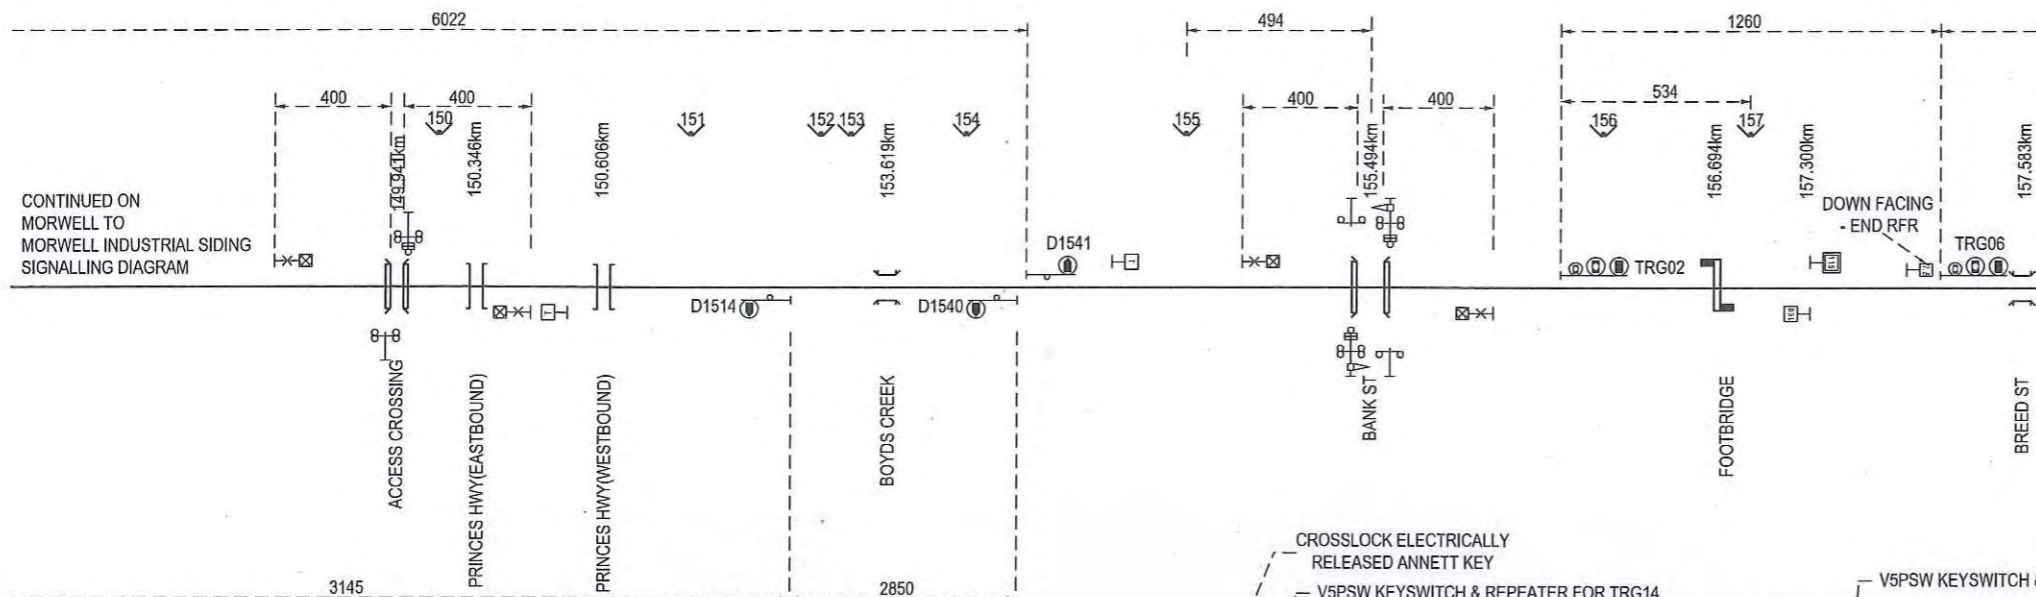 6022
494
1260
400
400
400
400
534
150
151
152
153
154
155
156
157
149.941km
150.346km
150.606km
153.619km
155.494km
156.694km
157.300km
157.583km
CONTINUED ON
MORWELL TO
MORWELL INDUSTRIAL SIDING
SIGNALLING DIAGRAM
DOWN FACING
- END RFR
D1541
TRG02
TRG06
D1514
D1540
ACCESS CROSSING
PRINCES HWY(EASTBOUND)
PRINCES HWY(WESTBOUND)
BOYDS CREEK
BANK ST
FOOTBRIDGE
BREED ST
3145
2850
CROSSLOCK ELECTRICALLY
RELEASED ANNETT KEY
V5PSW KEYSWITCH & REPEATER FOR TRG14
V5PSW KEYSWITCH &